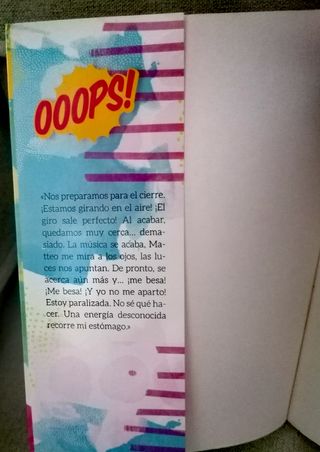 OOOPS!
«Nos preparamos para el cierre.
¡Estamos girando en el aire! ¡El
giro sale perfecto! Al acabar,
quedamos muy cerca... dema-
siado. La música se acaba, Ma-
tteo me mira a los ojos, las lu-
ces nos apuntan. De pronto, se
acerca aún más y... ¡me besa!
¡Me besa! ¡Y yo no me aparto!
Estoy paralizada. No sé qué ha-
cer. Una energía desconocida
recorre mi estómago.»